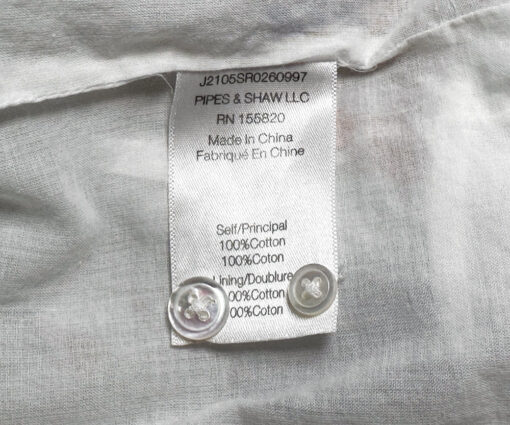 J2105SR0260997
PIPES & SHAW LLC
RN 155820
Made In China
Fabriqué En Chine
Self/Principal
100%Cotton
100%Coton
Lining/Doublure
00%Cotton
00%Coton